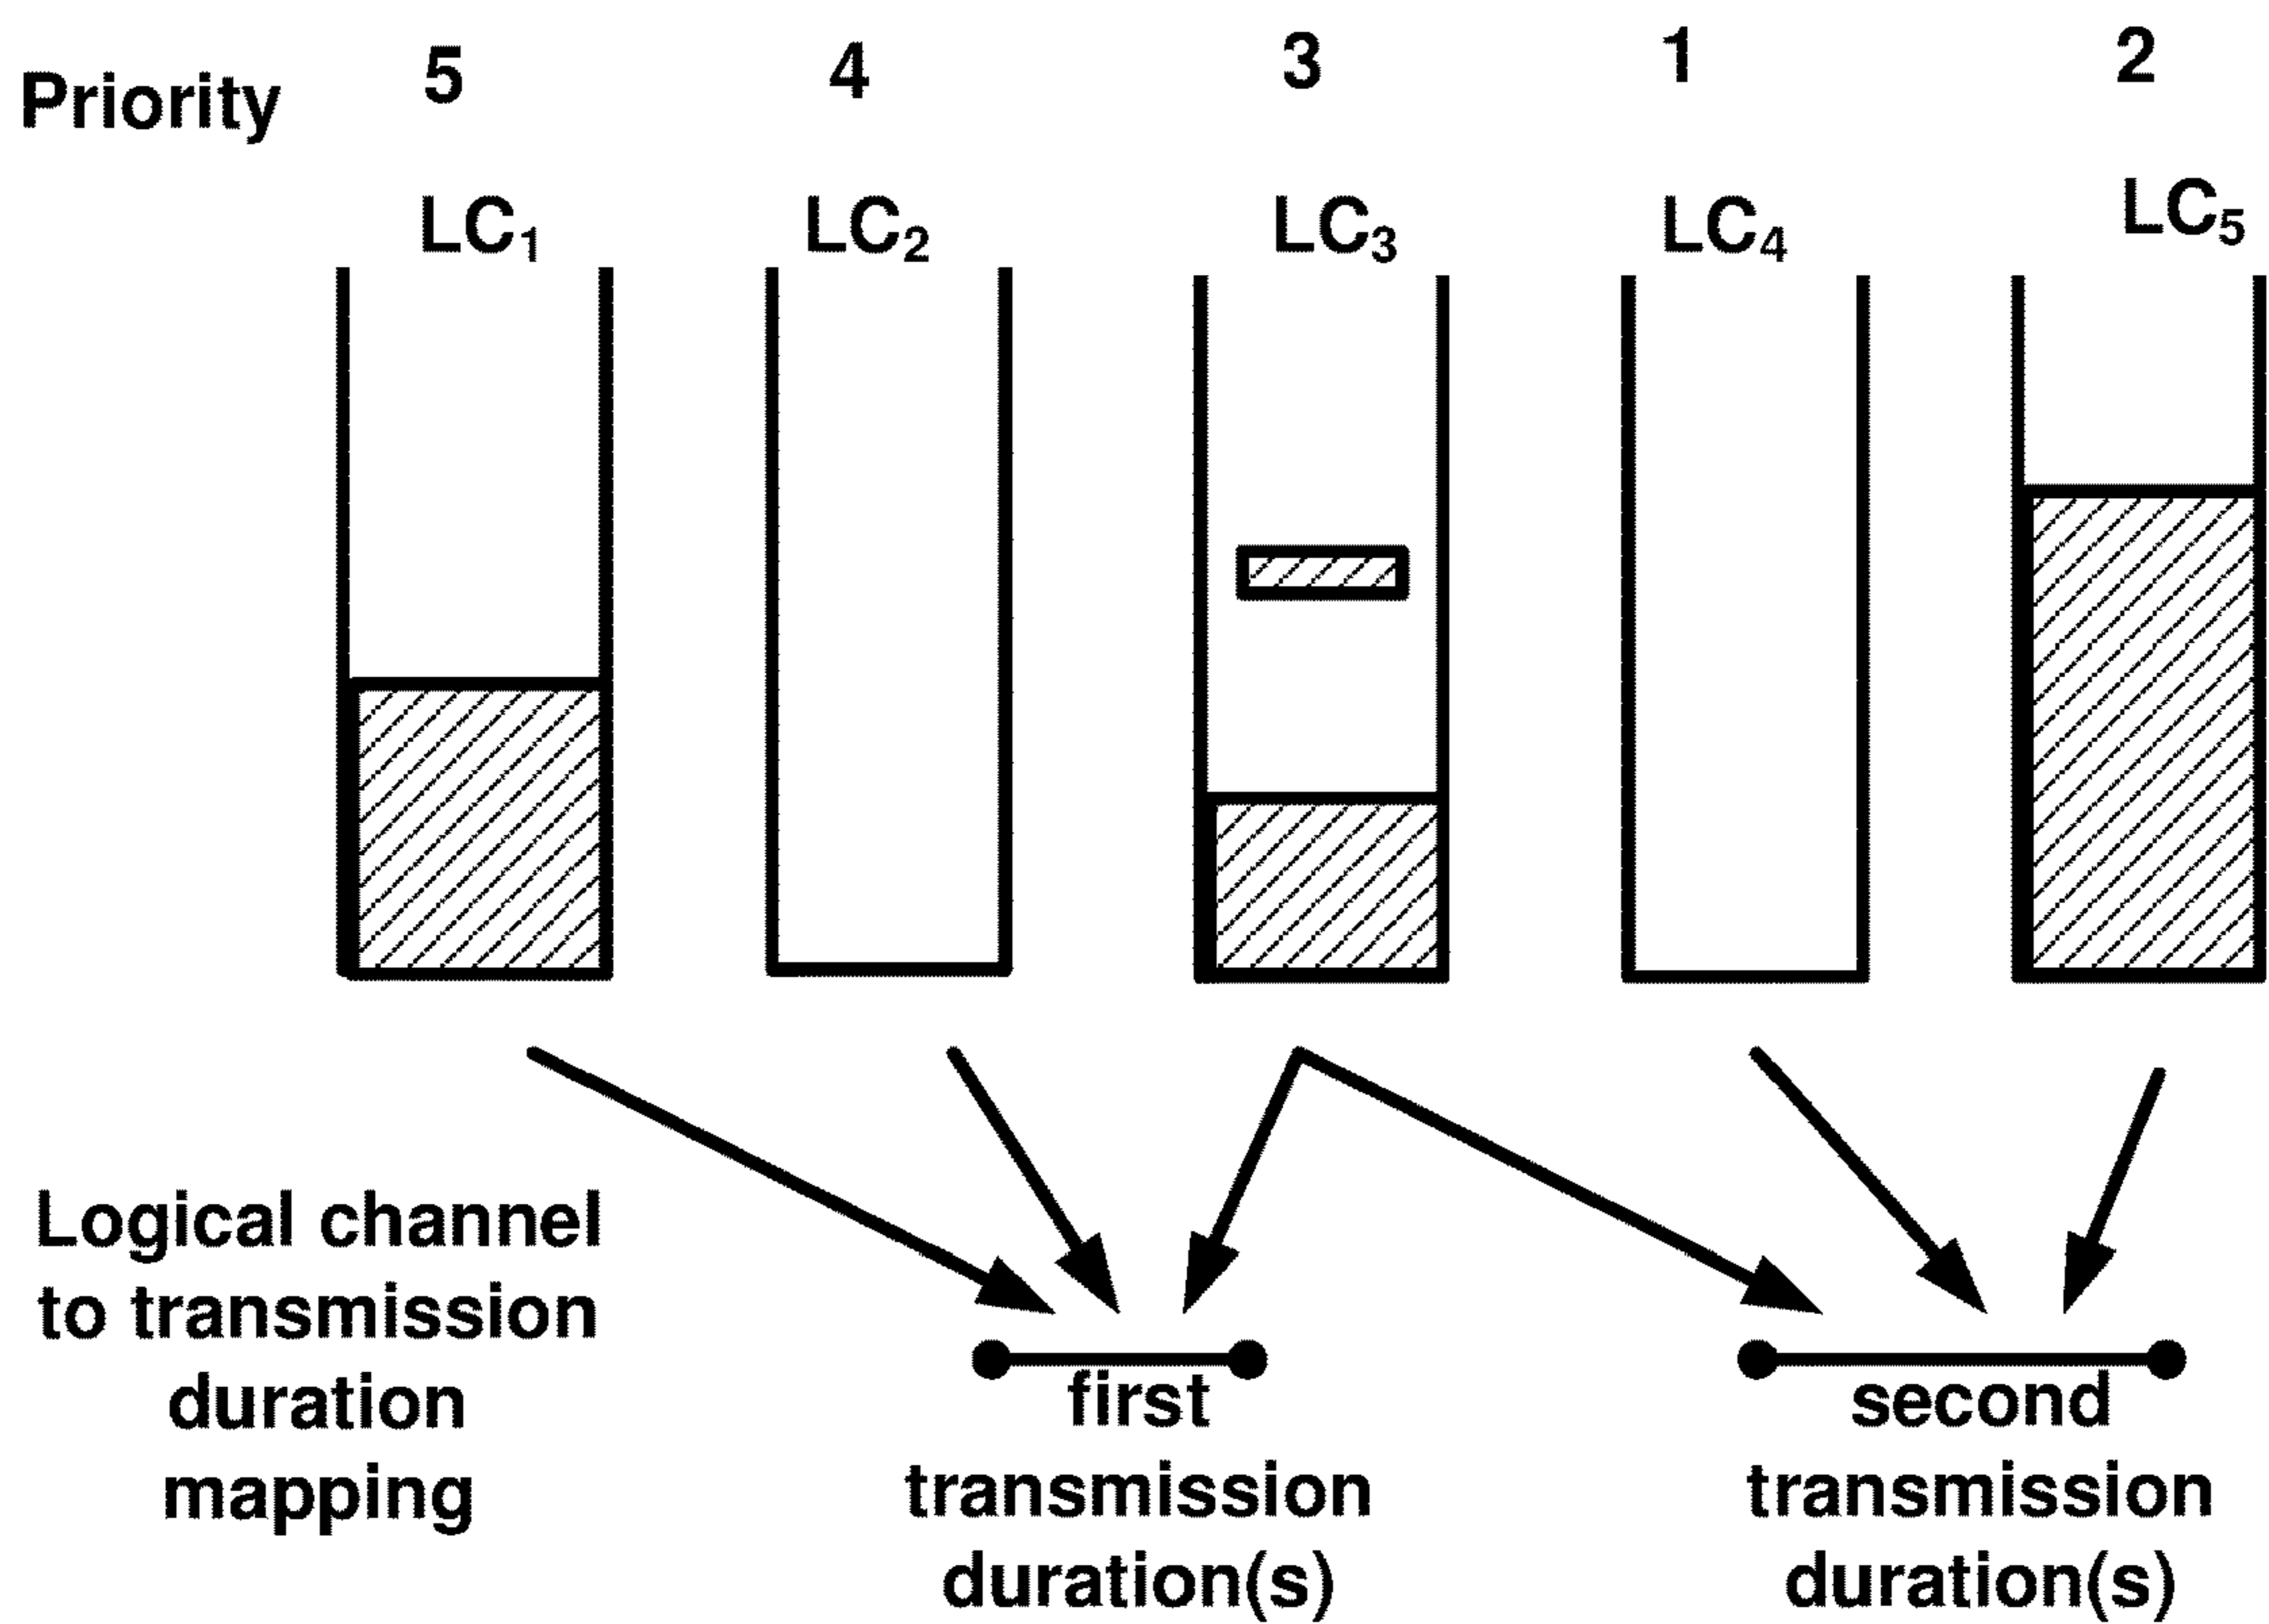 Priority 5 4 3 1 2
LC₁ LC₂ LC₃ LC₄ LC₅
Logical channel
to transmission
duration
mapping
first
transmission
duration(s)
second
transmission
duration(s)